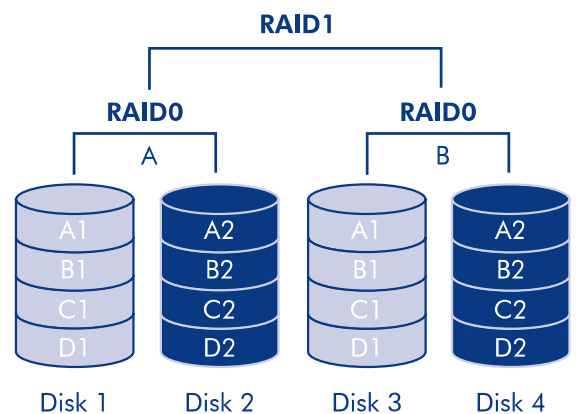 RAID1
RAID0 RAID0
A B
A1 A2 A1 A2
B1 B2 B1 B2
C1 C2 C1 C2
D1 D2 D1 D2
Disk 1 Disk 2 Disk 3 Disk 4